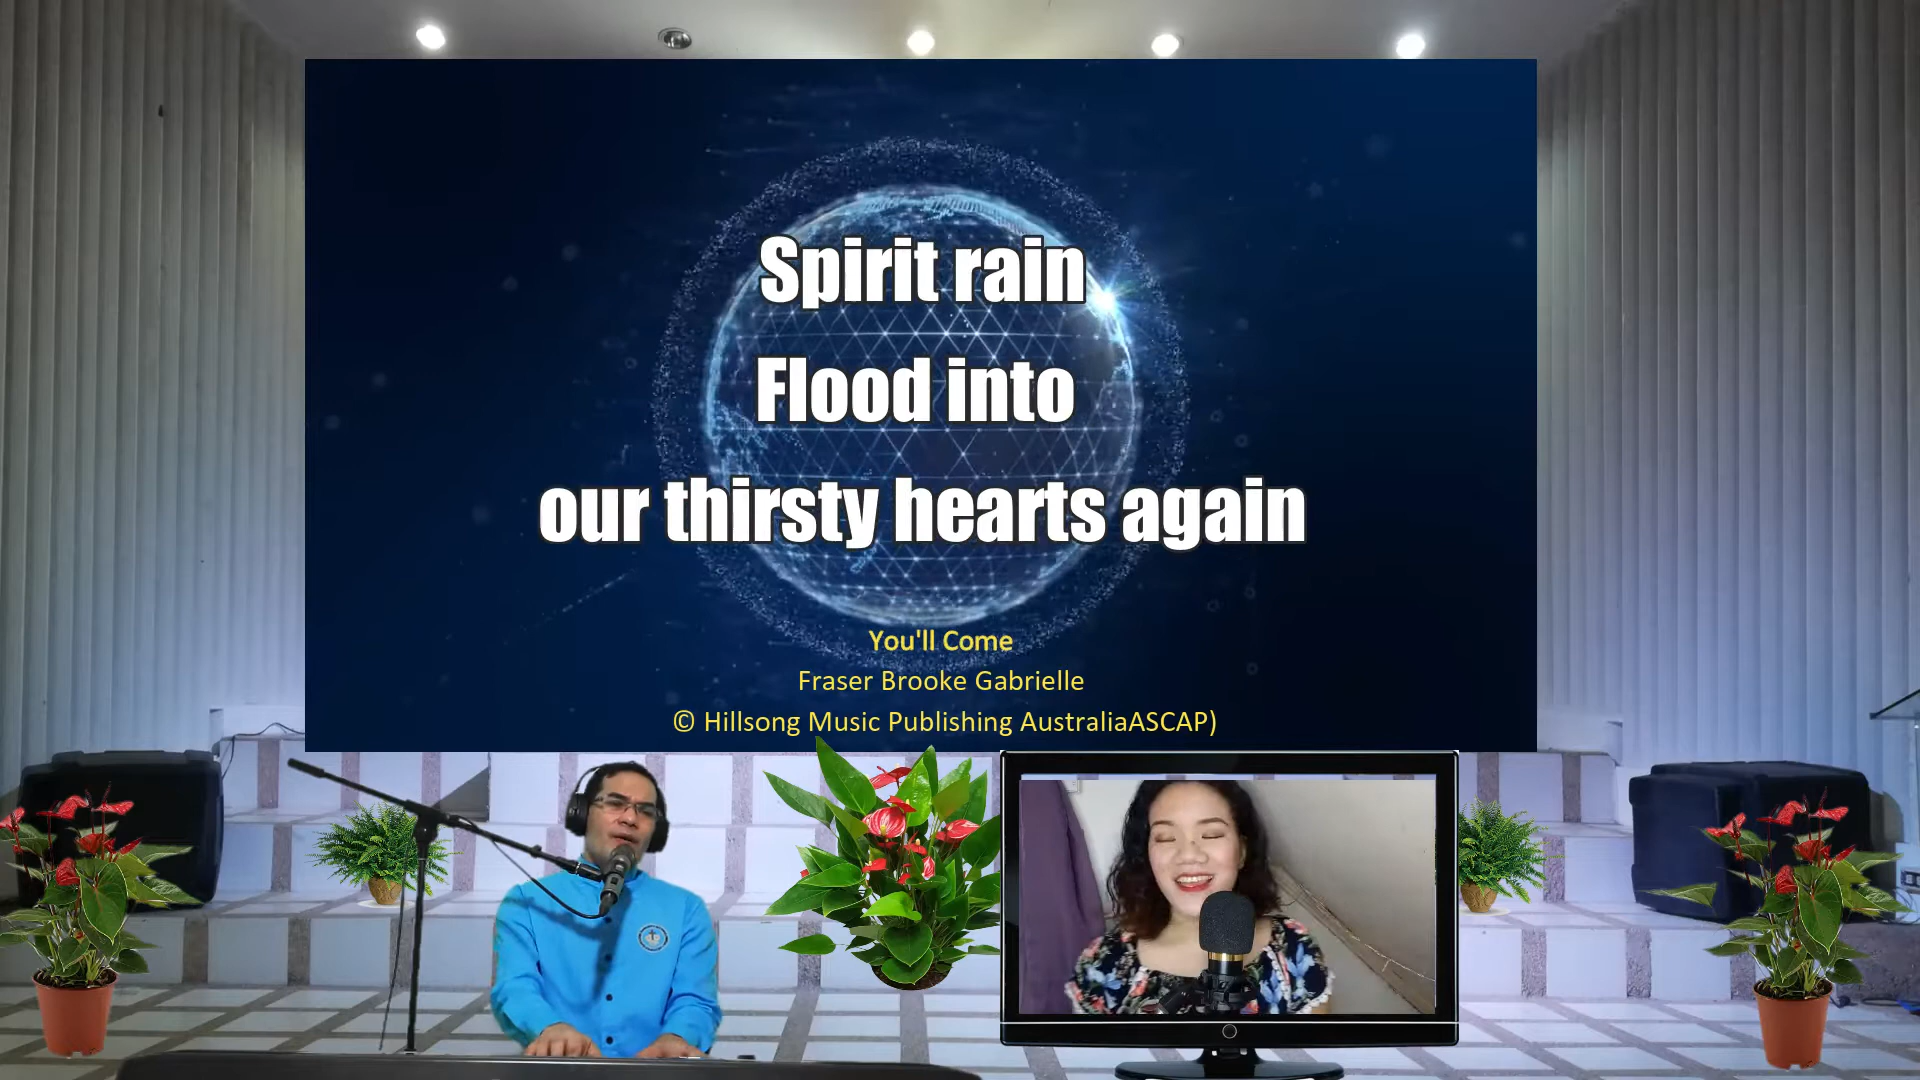 Spirit rain
Flood into
our thirsty hearts again
You'll Come
Fraser Brooke Gabrielle
© Hillsong Music Publishing AustraliaASCAP)